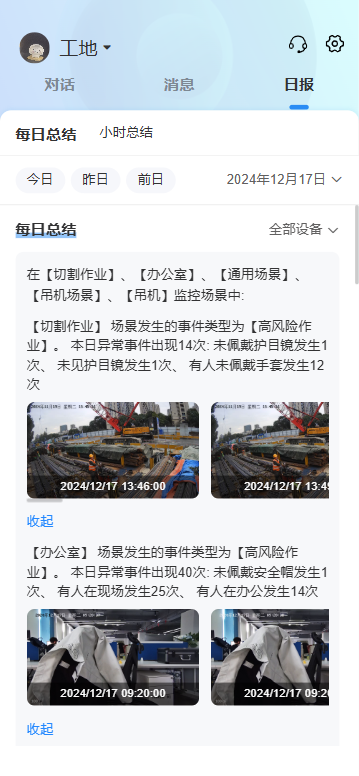 工地
对话 消息 日报
每日总结 小时总结
今日 昨日 前日 2024年12月17日
每日总结 全部设备
在【切割作业】、【办公室】、【通用场景】、
【吊机场景】、【吊机】监控场景中:
【切割作业】 场景发生的事件类型为【高风险作
业】。 本日异常事件出现14次: 未佩戴护目镜发生1
次、 未见护目镜发生1次、 有人未佩戴手套发生12
次
2024/12/17 13:46:00 2024/12/17 13:45
收起
【办公室】 场景发生的事件类型为【高风险作
业】。 本日异常事件出现40次: 未佩戴安全帽发生1
次、 有人在现场发生25次、 有人在办公发生14次
2024/12/17 09:20:00 2024/12/17 09:20
收起